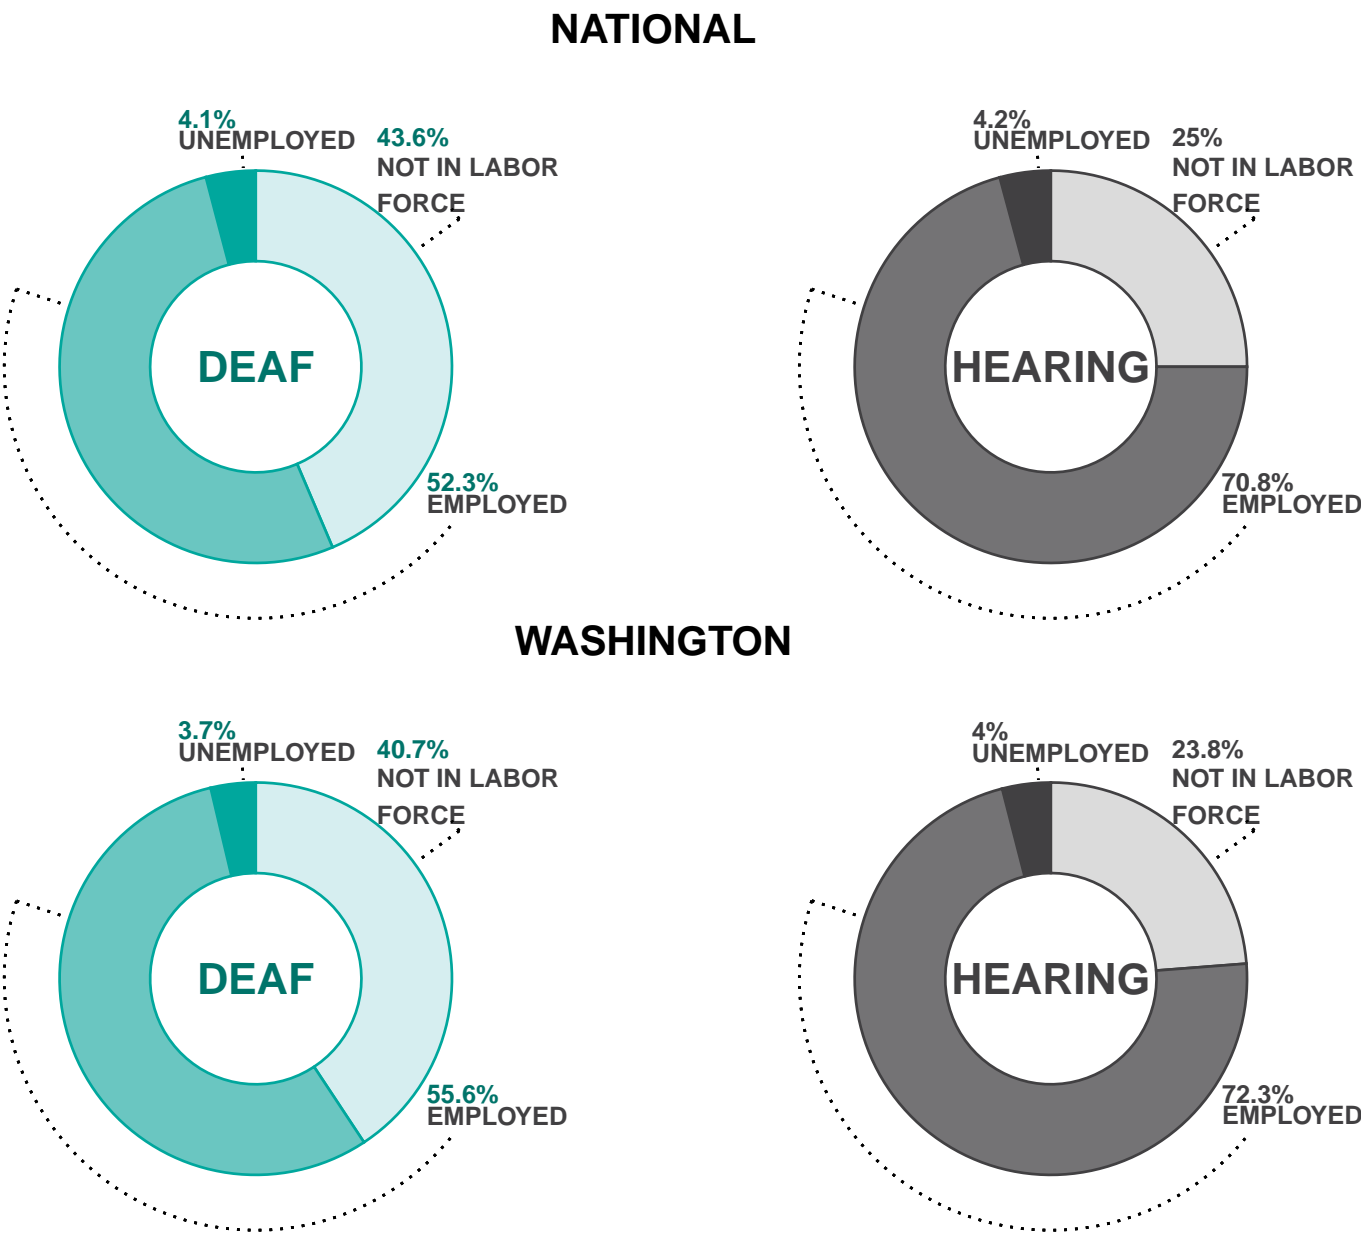 NATIONAL
4.1%
UNEMPLOYED
43.6%
NOT IN LABOR
FORCE
DEAF
52.3%
EMPLOYED
4.2%
UNEMPLOYED
25%
NOT IN LABOR
FORCE
HEARING
70.8%
EMPLOYED
WASHINGTON
3.7%
UNEMPLOYED
40.7%
NOT IN LABOR
FORCE
DEAF
55.6%
EMPLOYED
4%
UNEMPLOYED
23.8%
NOT IN LABOR
FORCE
HEARING
72.3%
EMPLOYED